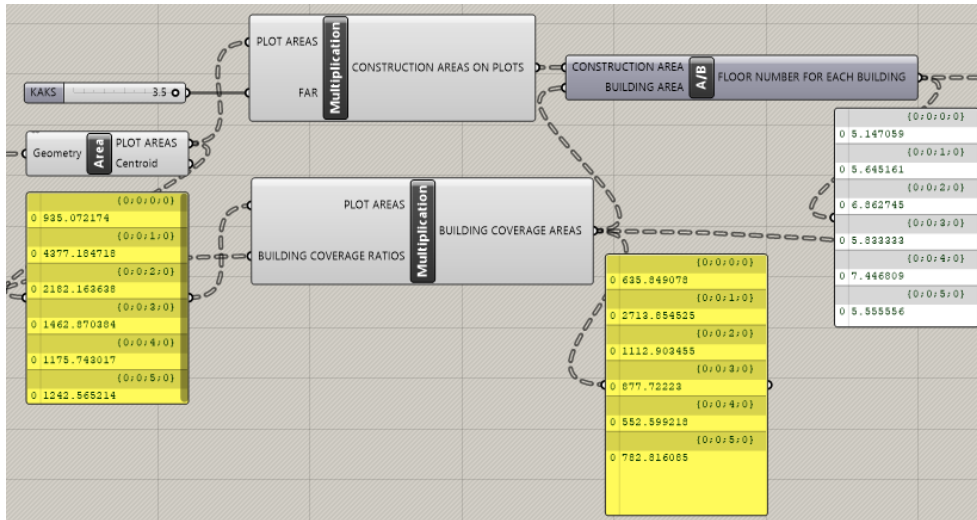 PLOT AREAS
FAR
Multiplication
CONSTRUCTION AREAS ON PLOTS
CONSTRUCTION AREA
BUILDING AREA
A/B
FLOOR NUMBER FOR EACH BUILDING
KAKS
3.5
Geometry
Area
PLOT AREAS
Centroid
{0;0;0;0}
0 935.072174
{0;0;1;0}
0 4377.184718
{0;0;2;0}
0 2182.163638
{0;0;3;0}
0 1462.870384
{0;0;4;0}
0 1175.743017
{0;0;5;0}
0 1242.565214
PLOT AREAS
BUILDING COVERAGE RATIOS
Multiplication
BUILDING COVERAGE AREAS
{0;0;0;0}
0 635.849078
{0;0;1;0}
0 2713.854525
{0;0;2;0}
0 1112.903455
{0;0;3;0}
0 877.72223
{0;0;4;0}
0 552.599218
{0;0;5;0}
0 782.816085
{0;0;0;0}
0 5.147059
{0;0;1;0}
0 5.645161
{0;0;2;0}
0 6.862745
{0;0;3;0}
0 5.833333
{0;0;4;0}
0 7.446809
{0;0;5;0}
0 5.555556